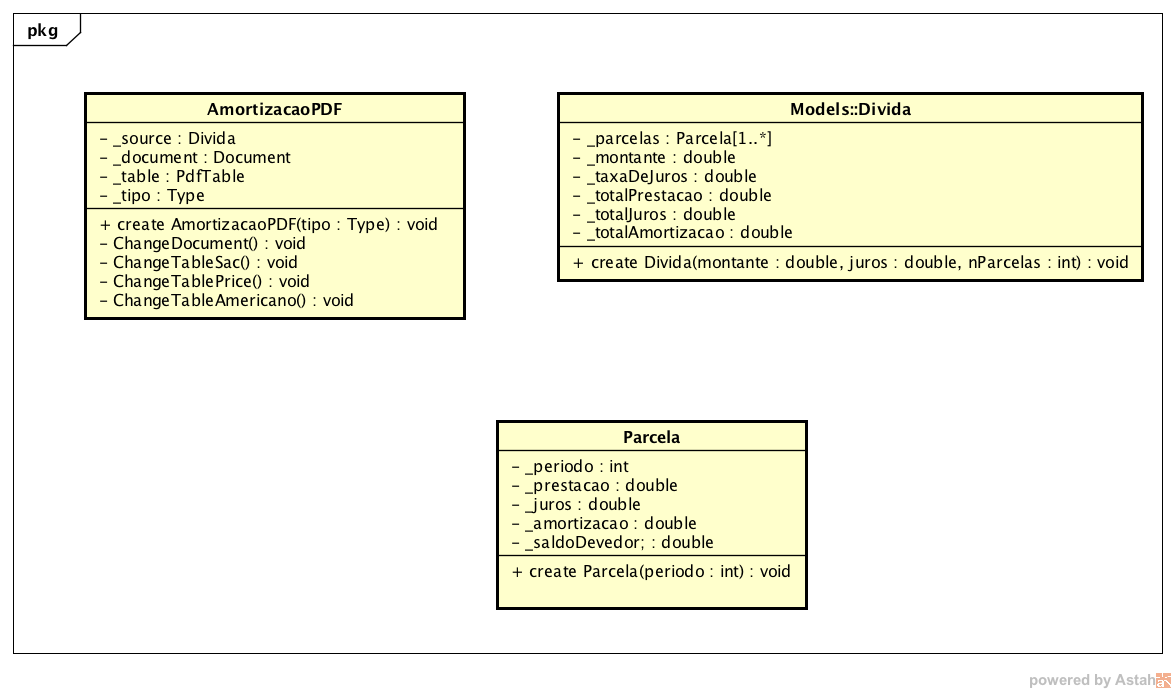 pkg
AmortizacaoPDF
- _source : Divida
- _document : Document
- _table : PdfTable
- _tipo : Type
+ create AmortizacaoPDF(tipo : Type) : void
- ChangeDocument() : void
- ChangeTableSac() : void
- ChangeTablePrice() : void
- ChangeTableAmericano() : void
Models::Divida
- _parcelas : Parcela[1..*]
- _montante : double
- _taxaDeJuros : double
- _totalPrestacao : double
- _totalJuros : double
- _totalAmortizacao : double
+ create Divida(montante : double, juros : double, nParcelas : int) : void
Parcela
- _periodo : int
- _prestacao : double
- _juros : double
- _amortizacao : double
- _saldoDevedor; : double
+ create Parcela(periodo : int) : void
powered by Astah